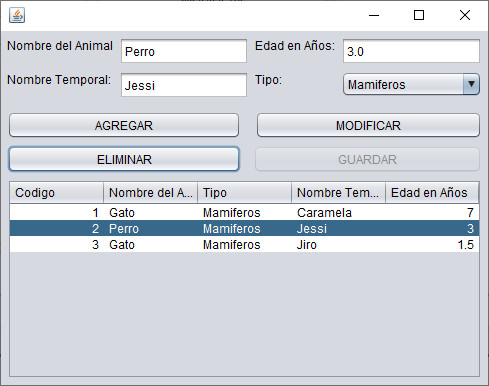 Nombre del Animal Perro Edad en Años: 3.0
Nombre Temporal: Jessi Tipo: Mamiferos
AGREGAR MODIFICAR
ELIMINAR GUARDAR
Codigo Nombre del A... Tipo Nombre Tem... Edad en Años
1 Gato Mamiferos Caramela 7
2 Perro Mamiferos Jessi 3
3 Gato Mamiferos Jiro 1.5